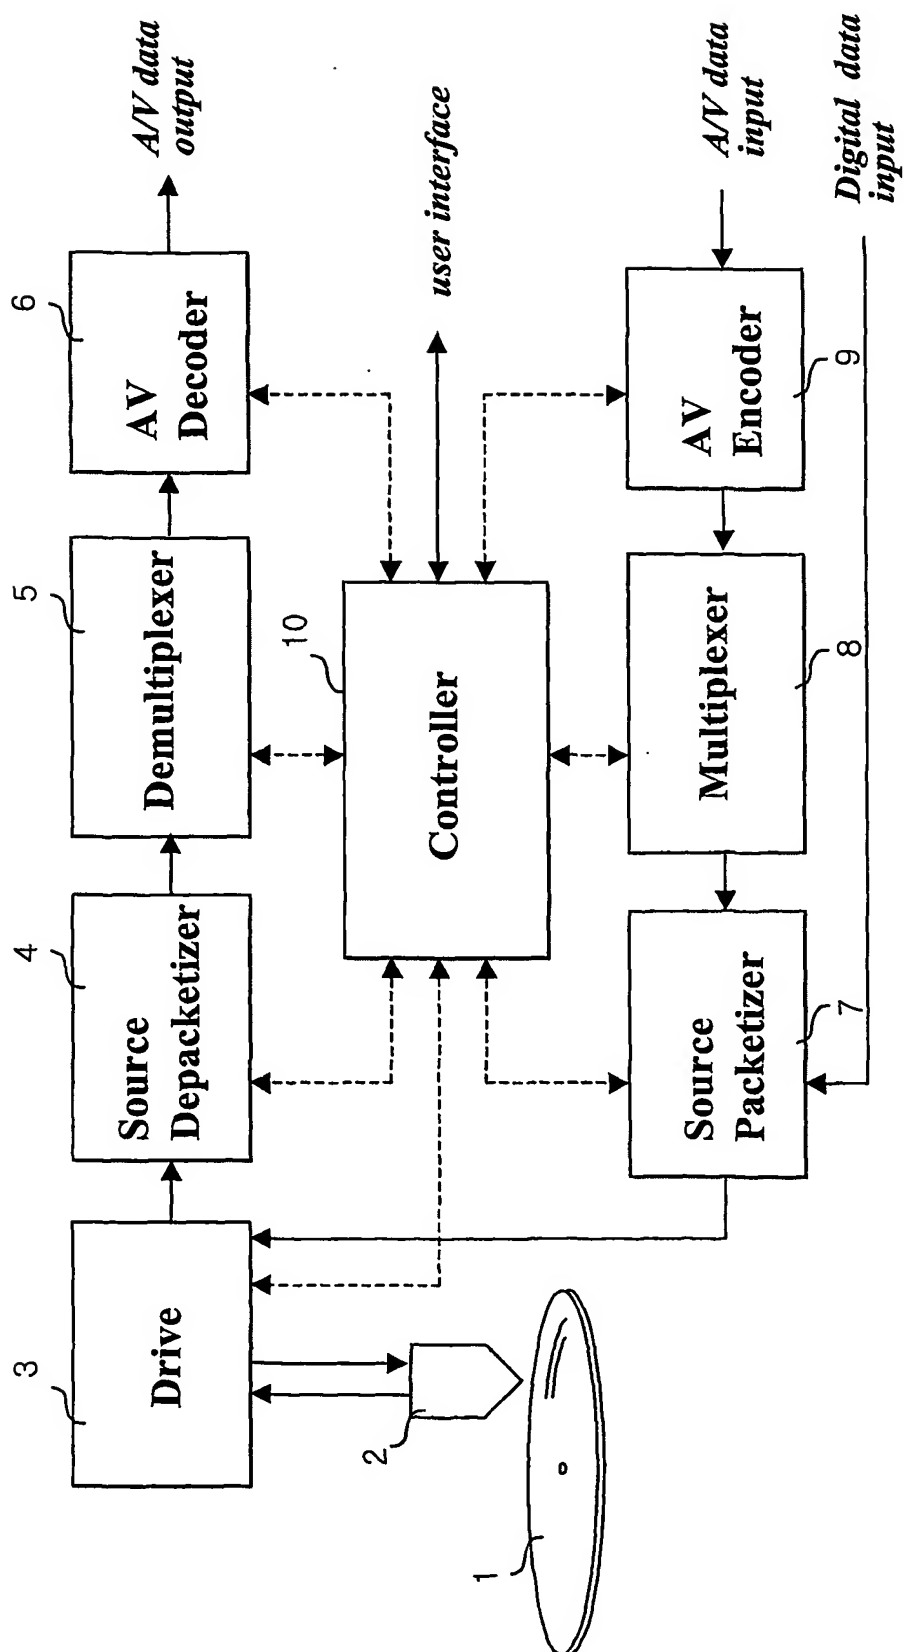 A/V data
output
6
AV
Decoder
5
Demultiplexer
4
Source
Depacketizer
3
Drive
user interface
10
Controller
2
1
A/V data
input
Digital data
input
AV
Encoder
9
Multiplexer
8
Source
Packetizer
7